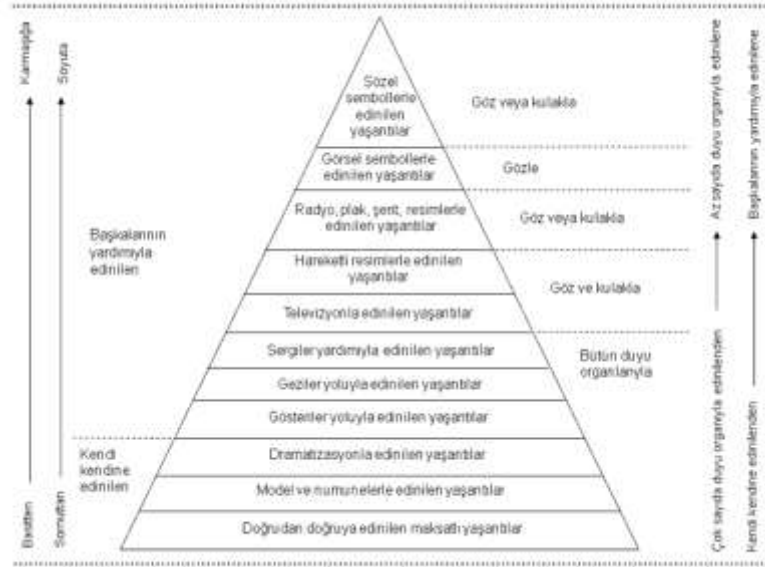 Karmaşığa
Soyuta
Başkalarının
yardımıyla
edinilen
Kendi
kendine
edinilen
Basitten
Somuttan
Sözel
sembollerle
edinilen
yaşantılar
Görsel sembollerle
edinilen yaşantılar
Radyo, plak, şerit, resimlerle
edinilen yaşantılar
Hareketli resimlerle edinilen
yaşantılar
Televizyonla edinilen yaşantılar
Sergiler yardımıyla edinilen yaşantılar
Geziler yoluyla edinilen yaşantılar
Gösteriler yoluyla edinilen yaşantılar
Dramatizasyonla edinilen yaşantılar
Model ve numunelerle edinilen yaşantılar
Doğrudan doğruya edinilen maksatlı yaşantılar
Göz veya kulakla
Gözle
Göz veya kulakla
Göz ve kulakla
Bütün duyu
organlarıyla
Az sayıda duyu organıyla edinilene
Çok sayıda duyu organıyla edinilenden
Başkalarının yardımıyla edinilene
Kendi kendine edinilenden